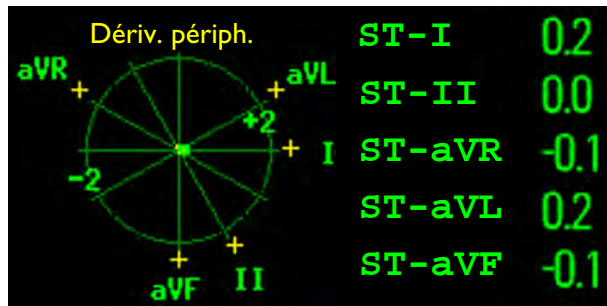 Dériv. périph.
aVR
aVL
+2
I
-2
aVF
II
ST-I 0.2
ST-II 0.0
ST-aVR -0.1
ST-aVL 0.2
ST-aVF -0.1